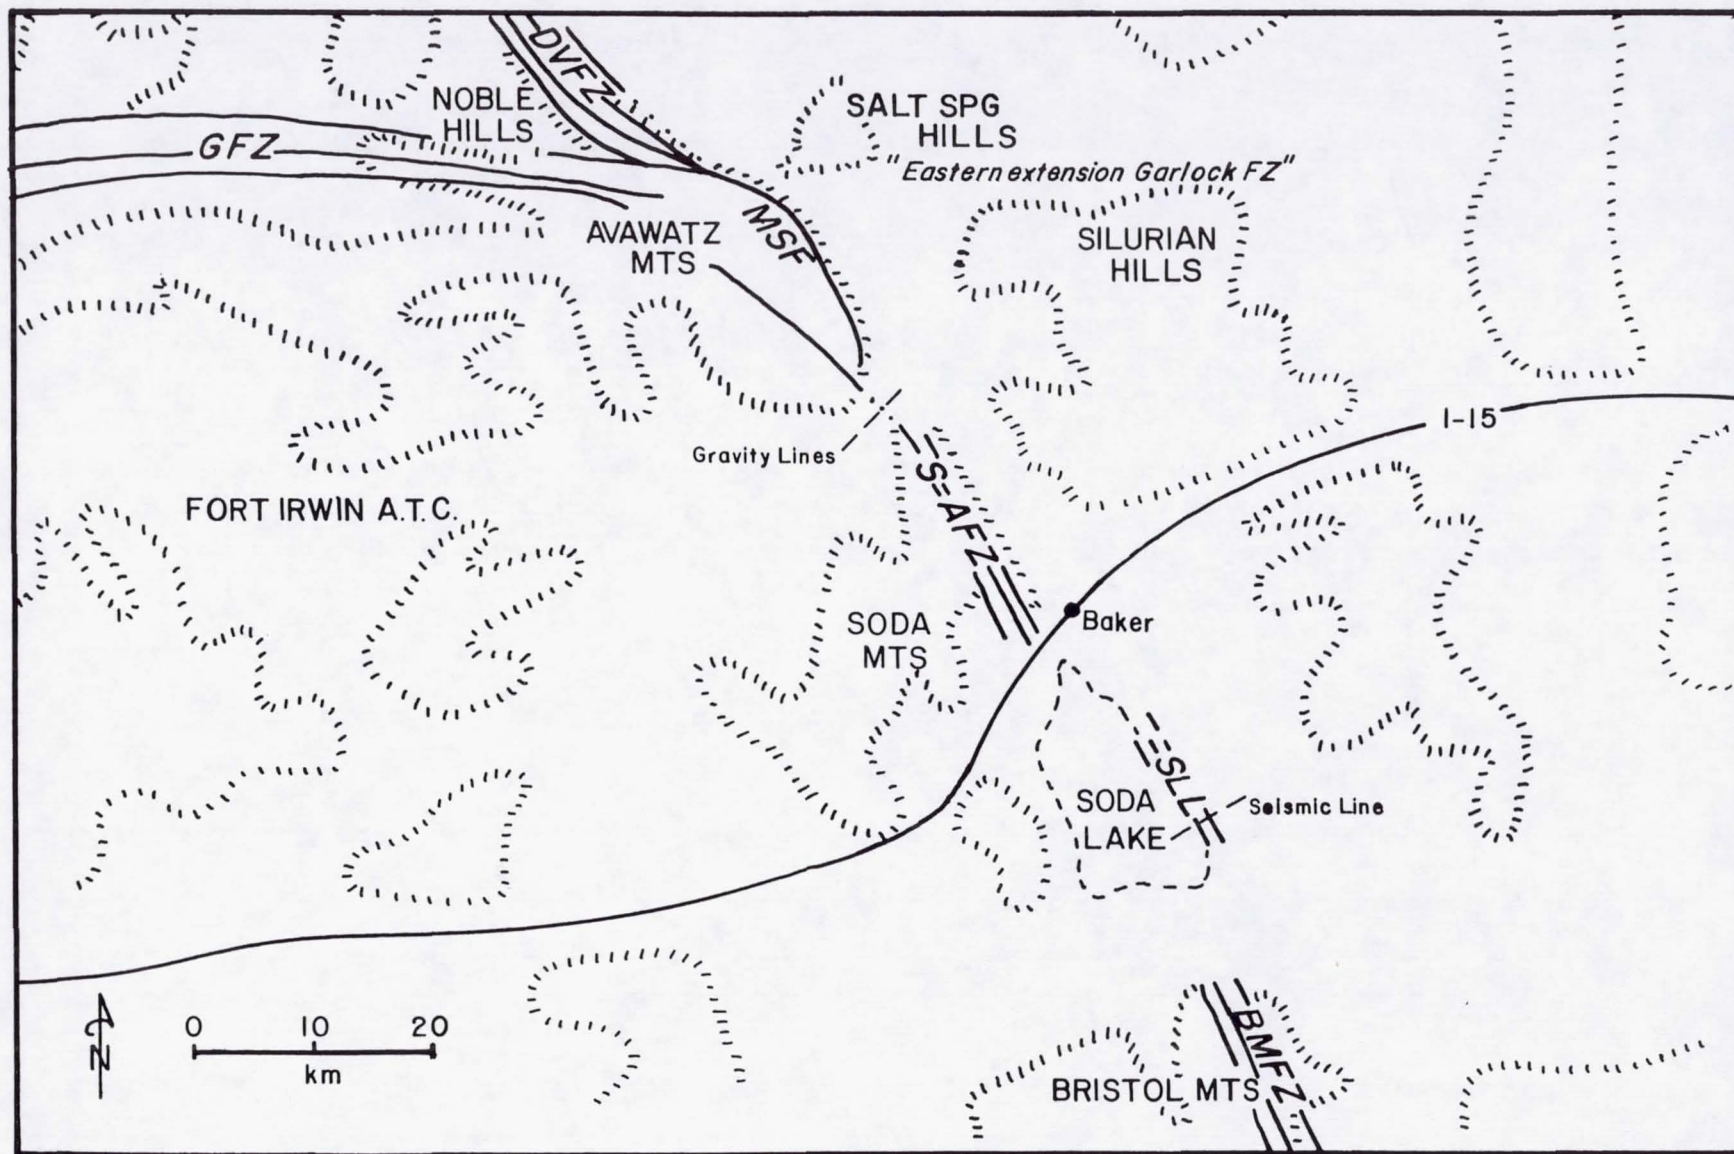 DVFZ
NOBLE
HILLS
SALT SPG
HILLS
GFZ
"Eastern extension Garlock FZ"
AVAWATZ
MTS
MSF
SILURIAN
HILLS
I-15
Gravity Lines
S-AFZ
FORT IRWIN A.T.C.
Baker
SODA
MTS
SLL
SODA
LAKE
Seismic Line
N
0 10 20
km
BMFZ
BRISTOL MTS